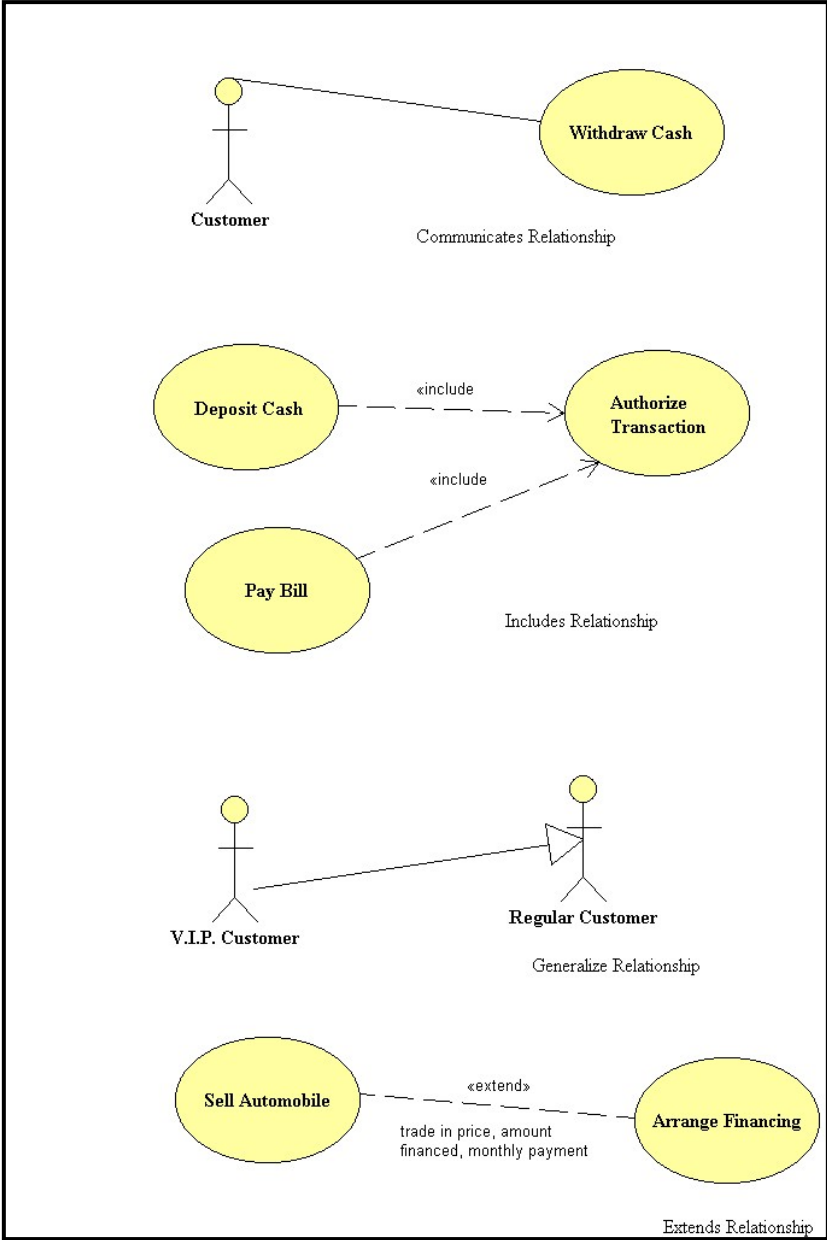 Withdraw Cash
Customer
Communicates Relationship
«include
Deposit Cash
Authorize
Transaction
«include
Pay Bill
Includes Relationship
V.I.P. Customer
Regular Customer
Generalize Relationship
«extend»
Sell Automobile
Arrange Financing
trade in price, amount
financed, monthly payment
Extends Relationship